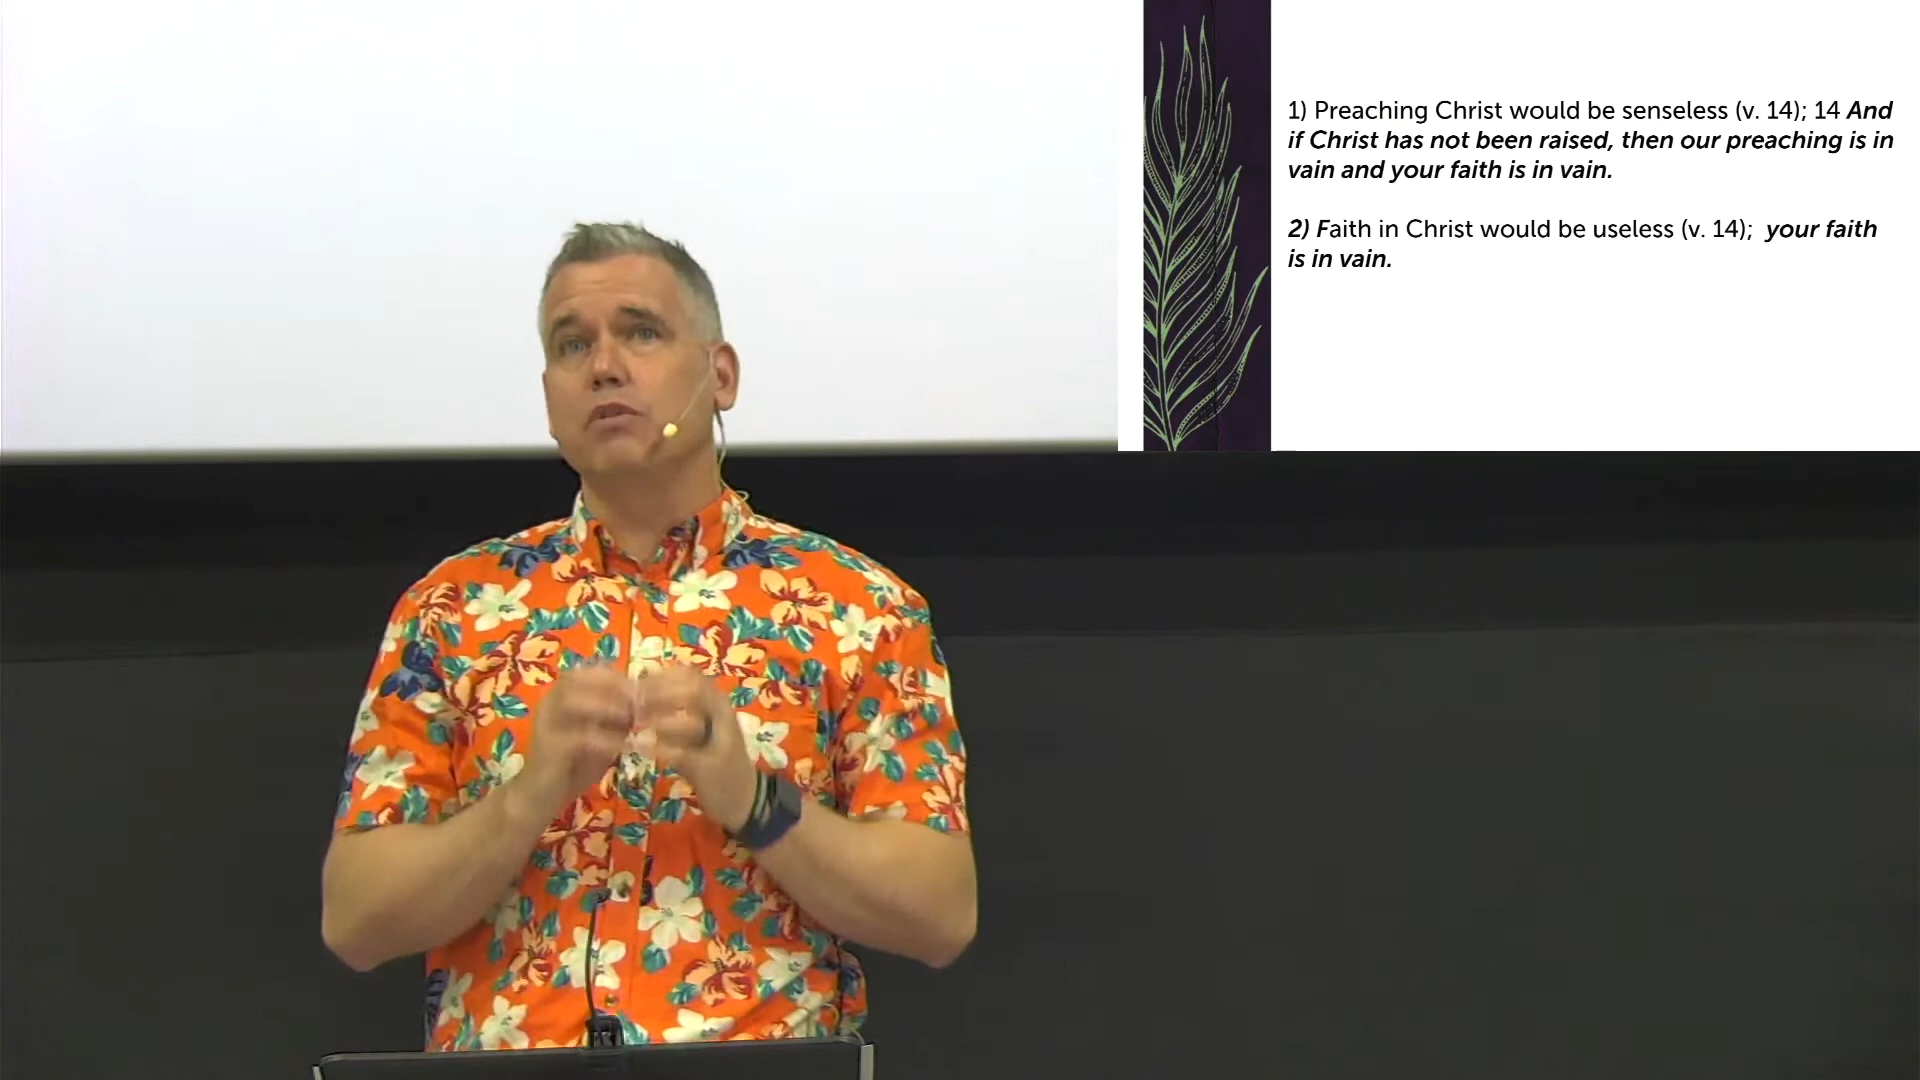 1) Preaching Christ would be senseless (v. 14); 14 And
if Christ has not been raised, then our preaching is in
vain and your faith is in vain.
2) Faith in Christ would be useless (v. 14);  your faith
is in vain.